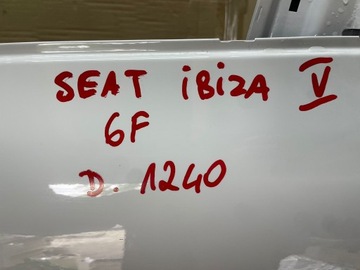 SEAT iBiZA V
6F
D. 1240